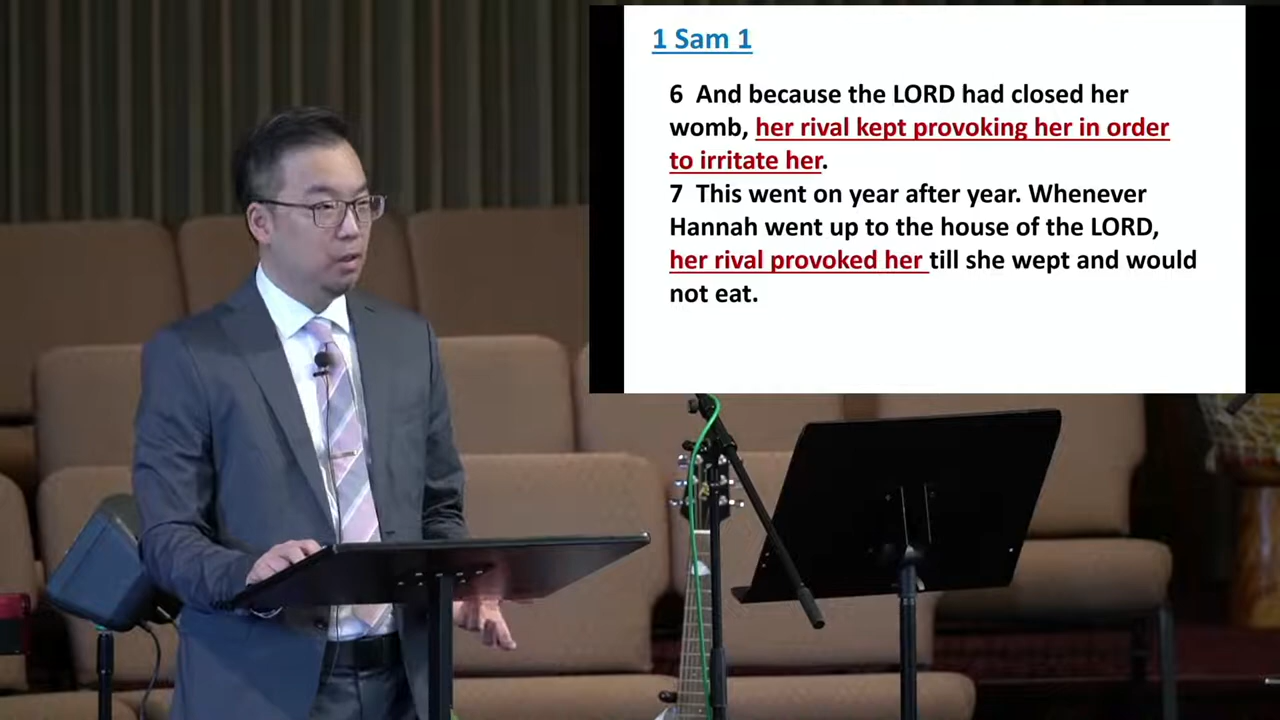 1 Sam 1
6 And because the LORD had closed her
womb, her rival kept provoking her in order
to irritate her.
7 This went on year after year. Whenever
Hannah went up to the house of the LORD,
her rival provoked her till she wept and would
not eat.